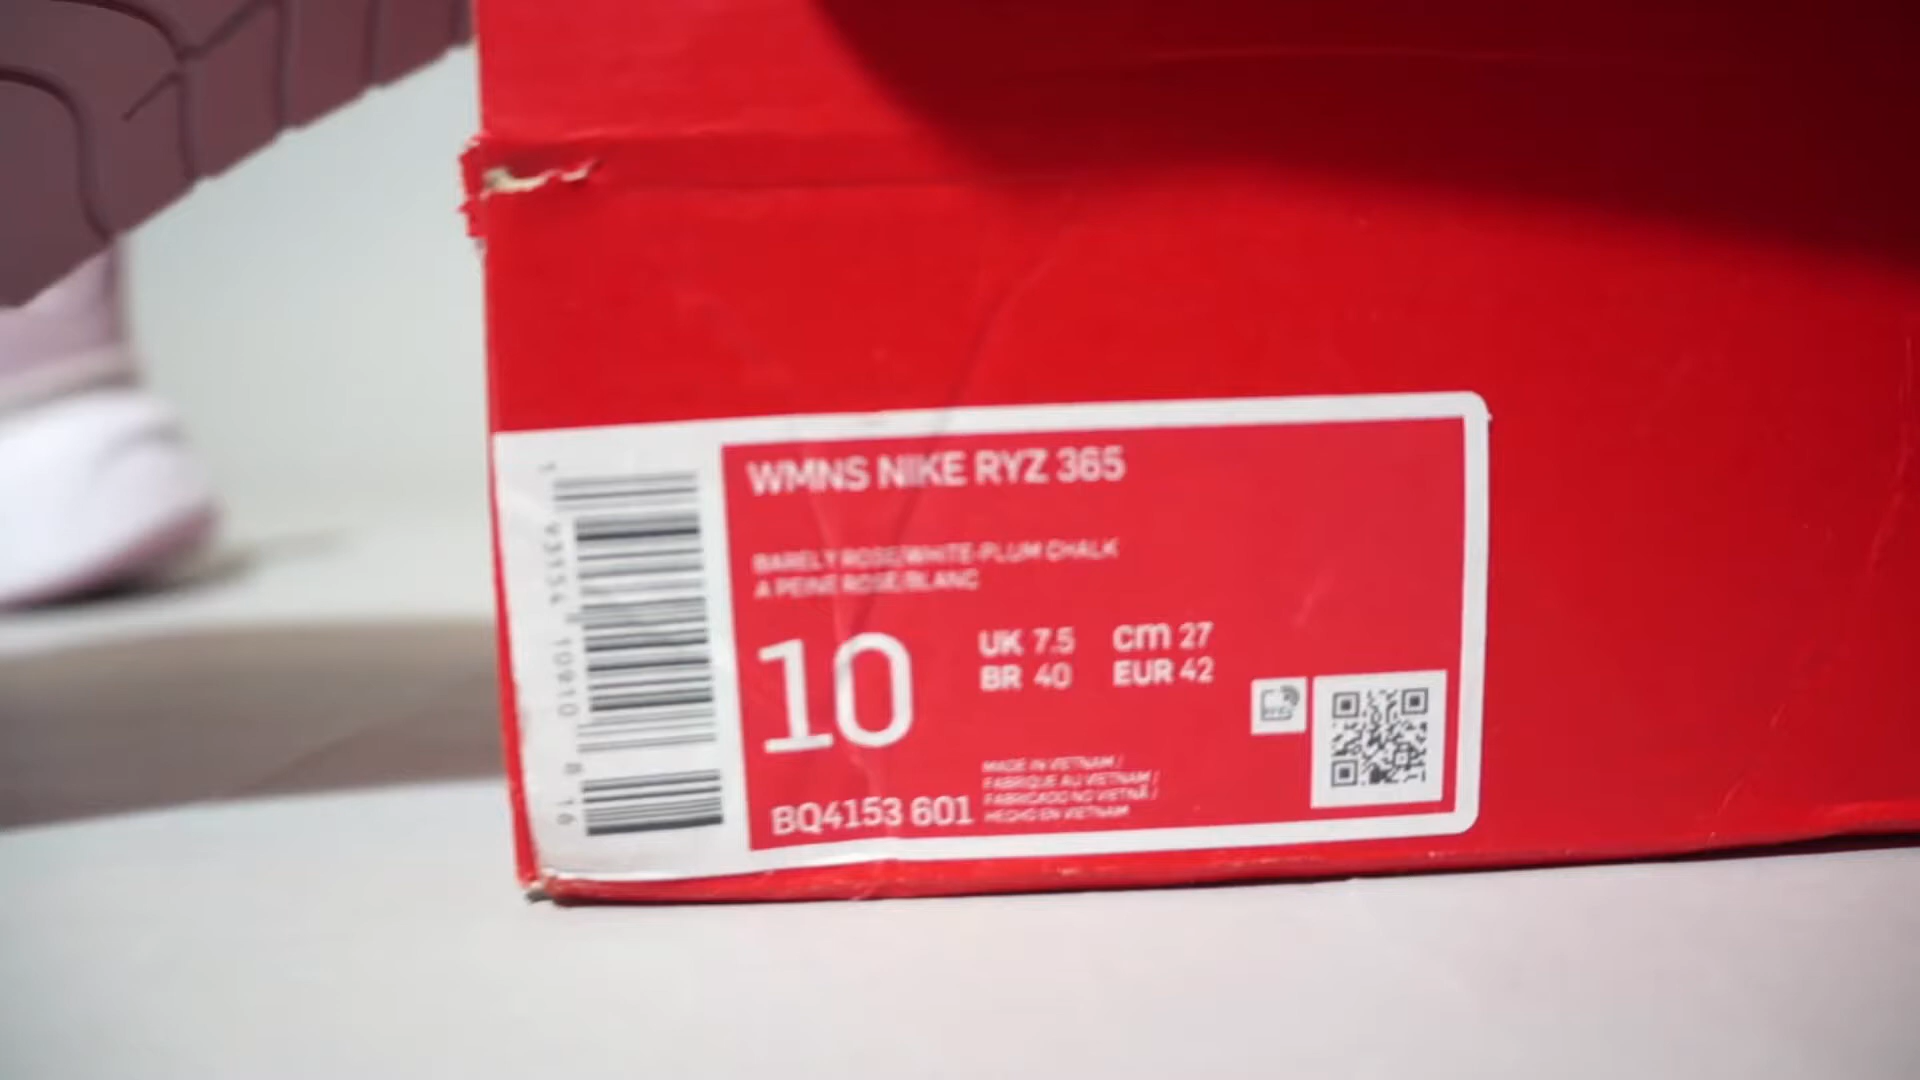 WMNS NIKE RYZ 365
BARELY ROSE/WHITE-PLUM CHALK
A PEINE ROSE/BLANC
10
UK 7.5 cm 27
BR 40 EUR 42
BQ4153 601
MADE IN VIETNAM /
FABRIQUE AU VIETNAM /
FABRICADO NO VIETNÃ /
HECHO EN VIETNAM